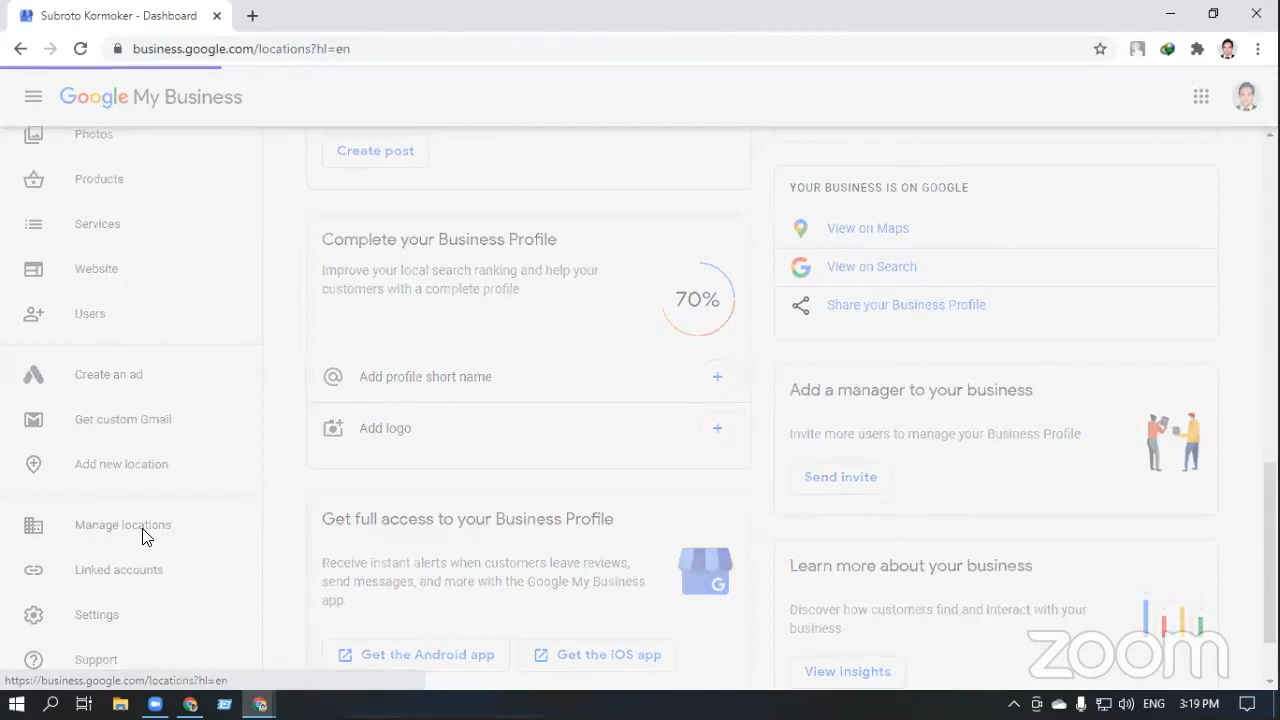 Subroto Kormoker - Dashboard
business.google.com/locations?hl=en
Google My Business
Photos
Products
Services
Website
Users
Create an ad
Get custom Gmail
Add new location
Manage locations
Linked accounts
Settings
Support
https://business.google.com/locations?hl=en
Create post
Complete your Business Profile
Improve your local search ranking and help your
customers with a complete profile
70%
Add profile short name
Add logo
Get full access to your Business Profile
Receive instant alerts when customers leave reviews,
send messages, and more with the Google My Business
app.
Get the Android app
Get the iOS app
YOUR BUSINESS IS ON GOOGLE
View on Maps
View on Search
Share your Business Profile
Add a manager to your business
Invite more users to manage your Business Profile
Send invite
Learn more about your business
Discover how customers find and interact with your
business.
View insights
zoom
ENG
3:19 PM